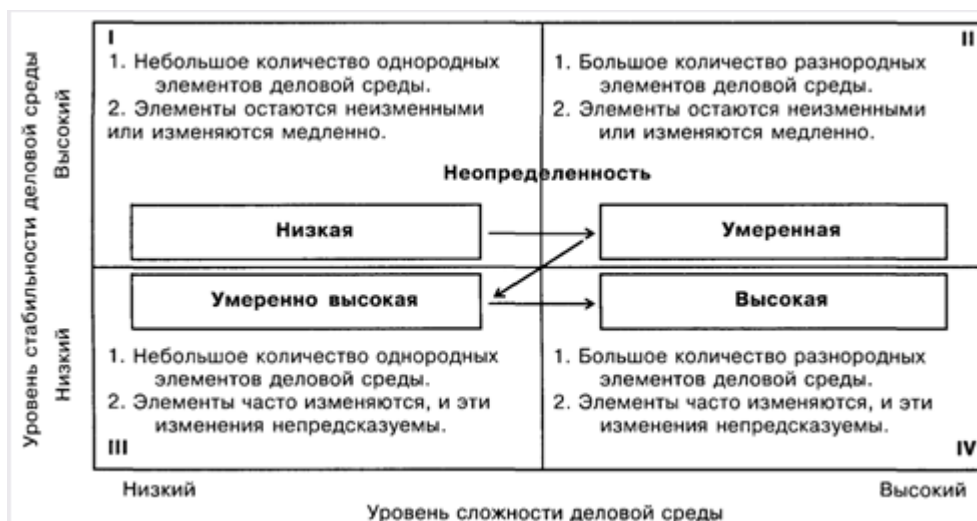 I
1. Небольшое количество однородных
элементов деловой среды.
2. Элементы остаются неизменными
или изменяются медленно.
II
1. Большое количество разнородных
элементов деловой среды.
2. Элементы остаются неизменными
или изменяются медленно.
Неопределенность
Низкая
Умеренная
Умеренно высокая
Высокая
1. Небольшое количество однородных
элементов деловой среды.
2. Элементы часто изменяются, и эти
изменения непредсказуемы.
III
1. Большое количество разнородных
элементов деловой среды.
2. Элементы часто изменяются, и эти
изменения непредсказуемы.
IV
Уровень стабильности деловой среды
Высокий
Низкий
Низкий
Высокий
Уровень сложности деловой среды